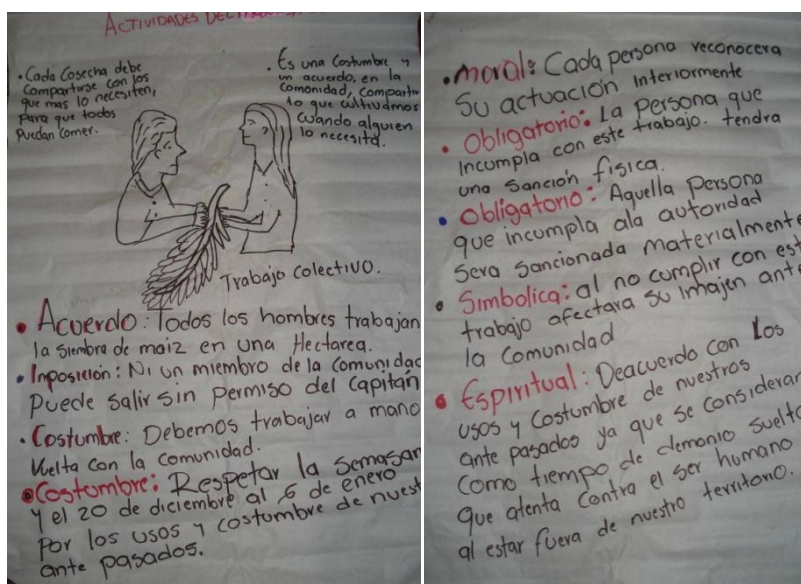 ACTIVIDADES DEL
• Cada Cosecha debe
Compartirse con los
que mas lo necesiten,
Para que todos
Puedan Comer.
• Es una Costumbre y
un acuerdo, en la
Comonidad, compartir
lo que cultivamos
Cuando alguien
lo necesita.
Trabajo Colectivo.
• Acuerdo: Todos los hombres trabajan
la siembra de maiz en una Hectarea.
• Inposición: Ni un miembro de la comunidad
Puede Salir sin Permiso del Capitán
• Costumbre: Debemos trabajar a mano
Vuelta con la comunidad.
• Costumbre: Respetar la Semasan
y el 20 de diciembre al 6 de enero
Por los usos y costumbre de nuest
ante pasados.
• Moral: Cada persona reconocera
Su actuación interiormente
• Obligatorio: La Persona que
incumpla con este trabajo. tendra
una Sanción física.
• Obligatorio: Aquella Persona
que incumpla ala autoridad
Sera Sancionada materialmente
• Simbolica: al no cumplir con est
trabajo afectara su imajen ante
la Comunidad
• Espiritual: Deacuerdo con Los
usos y Costumbre de nuestros
ante pasados ya que se consideran
Como tiempo de demonio suelto
que atenta Contra el ser humano
al estar fuera de nuestro territorio.